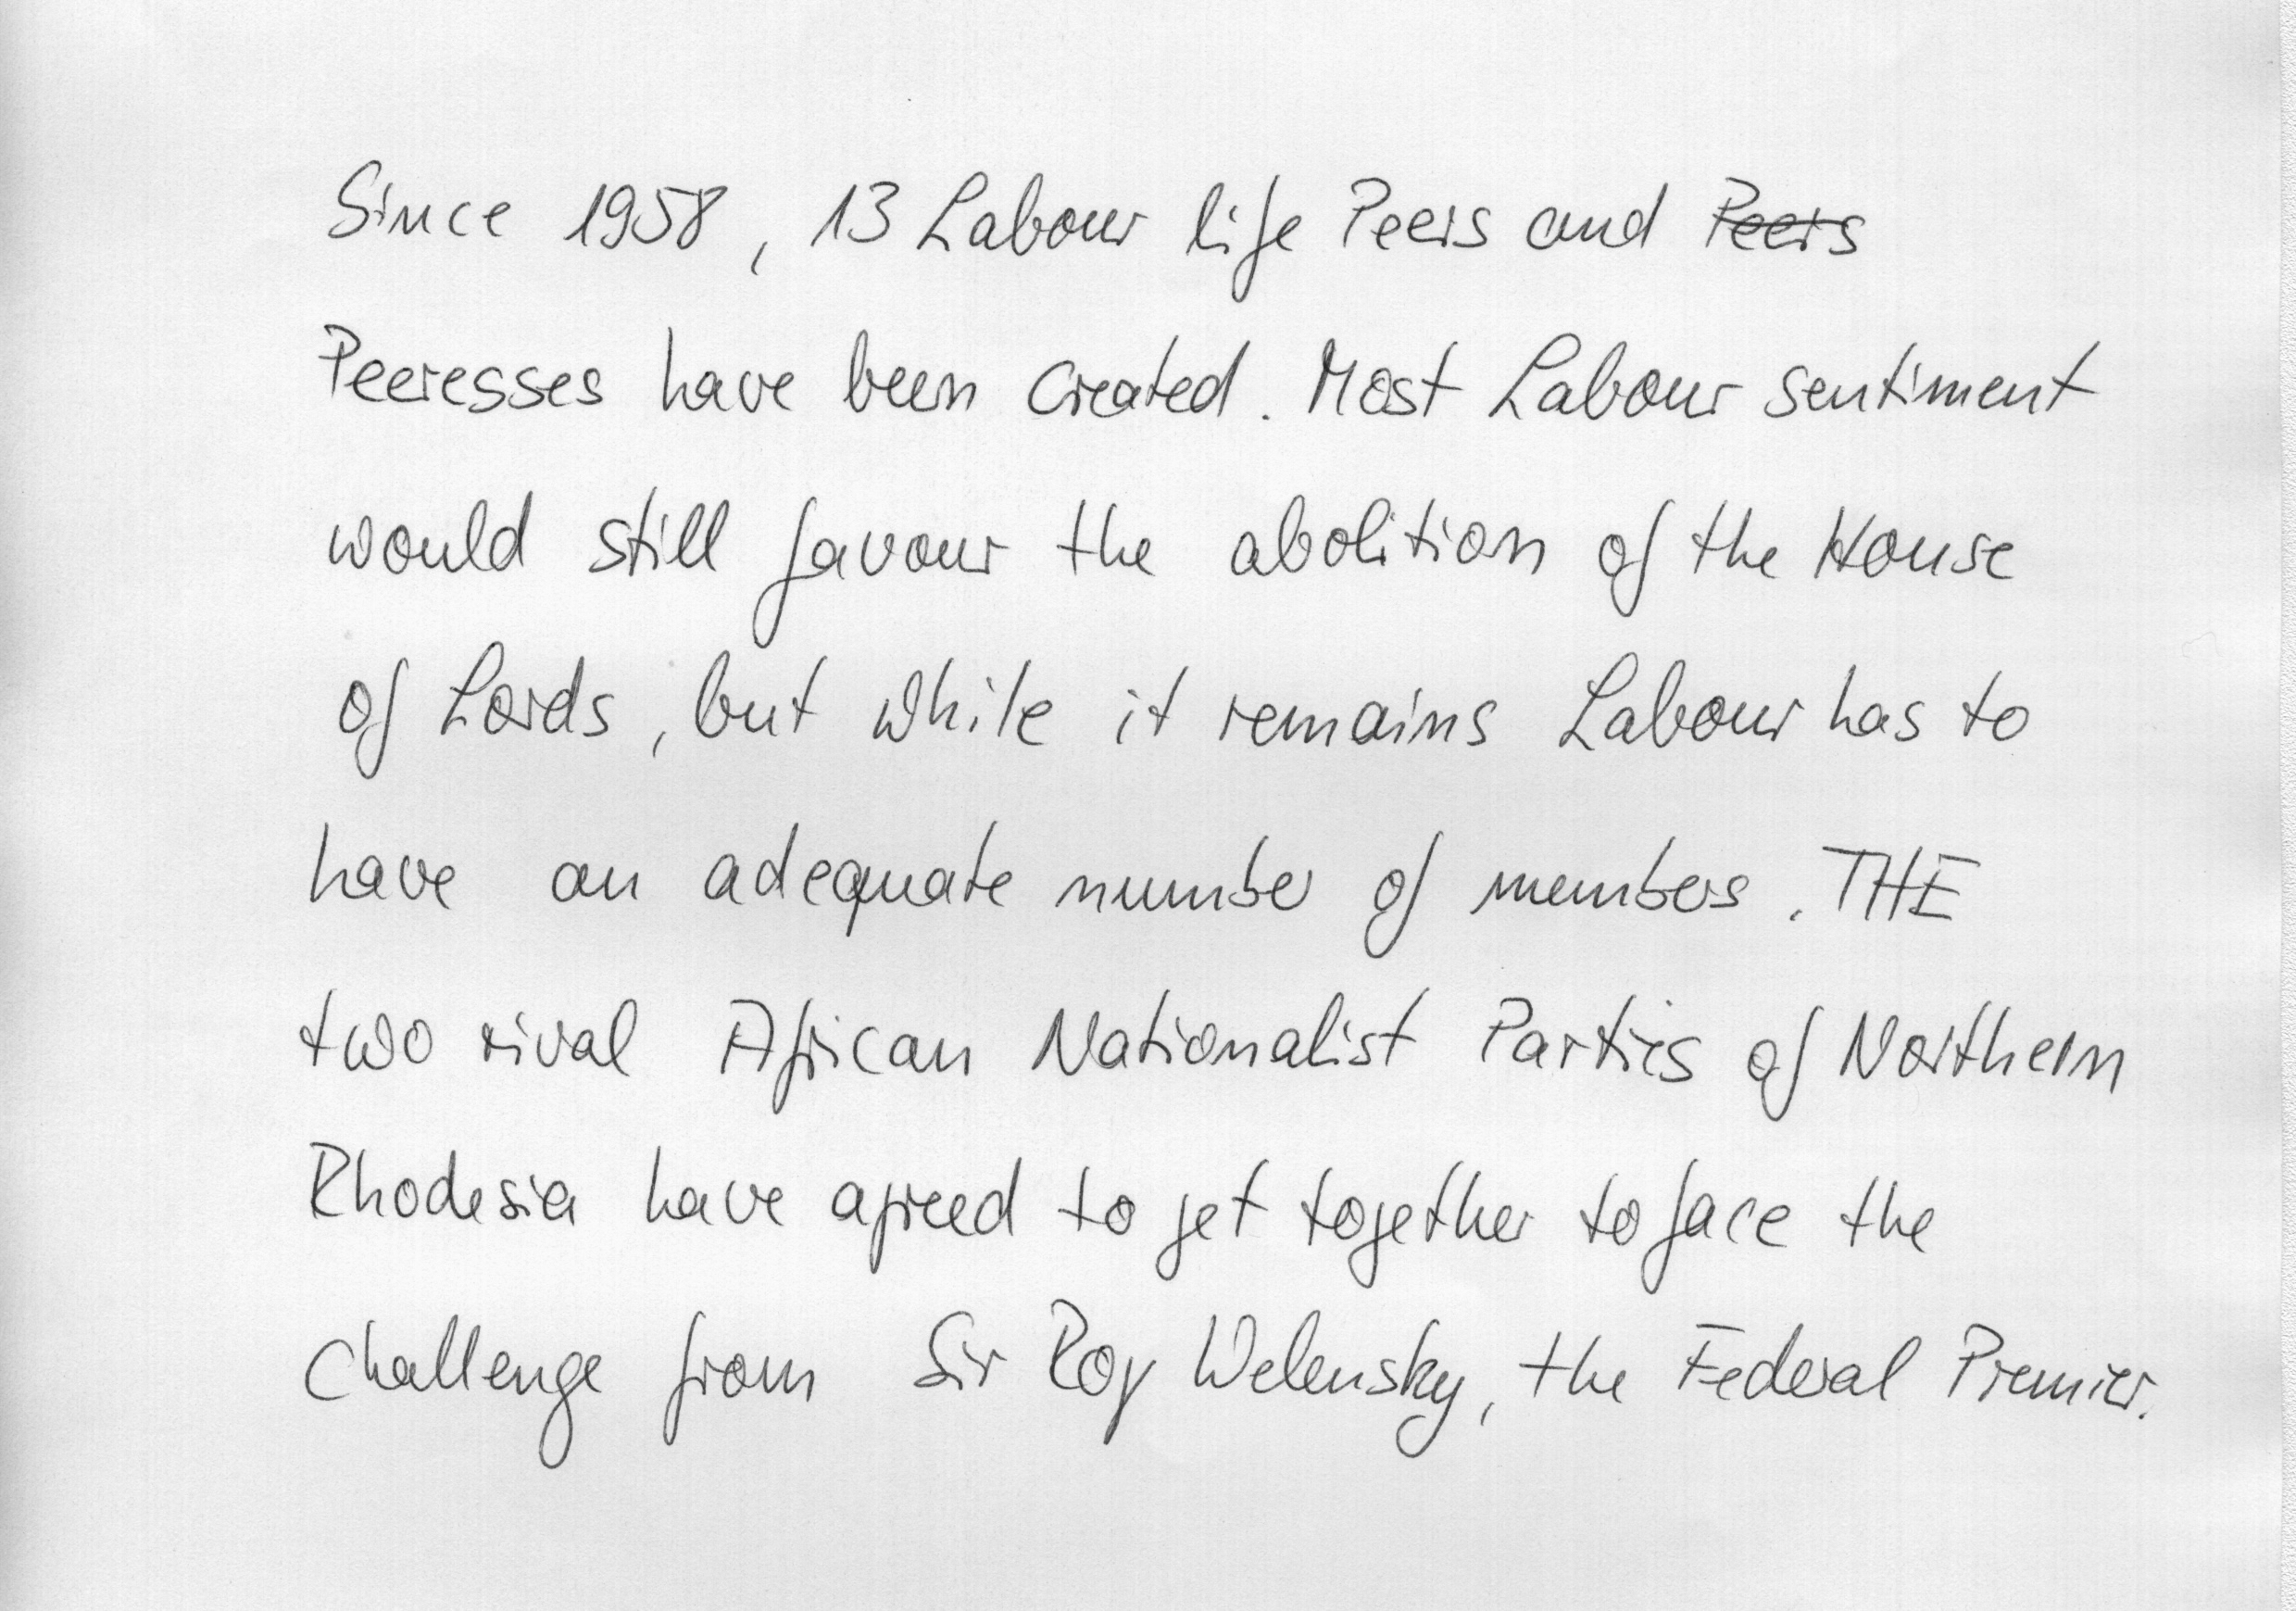 Since 1958, 13 Labour life Peers and Peers
Peeresses have been created. Most Labour sentiment
would still favour the abolition of the House
of Lords, but while it remains Labour has to
have an adequate number of members. THE
two rival African Nationalist Parties of Northern
Rhodesia have agreed to get together to face the
challenge from Sir Roy Welensky, the Federal Premier.